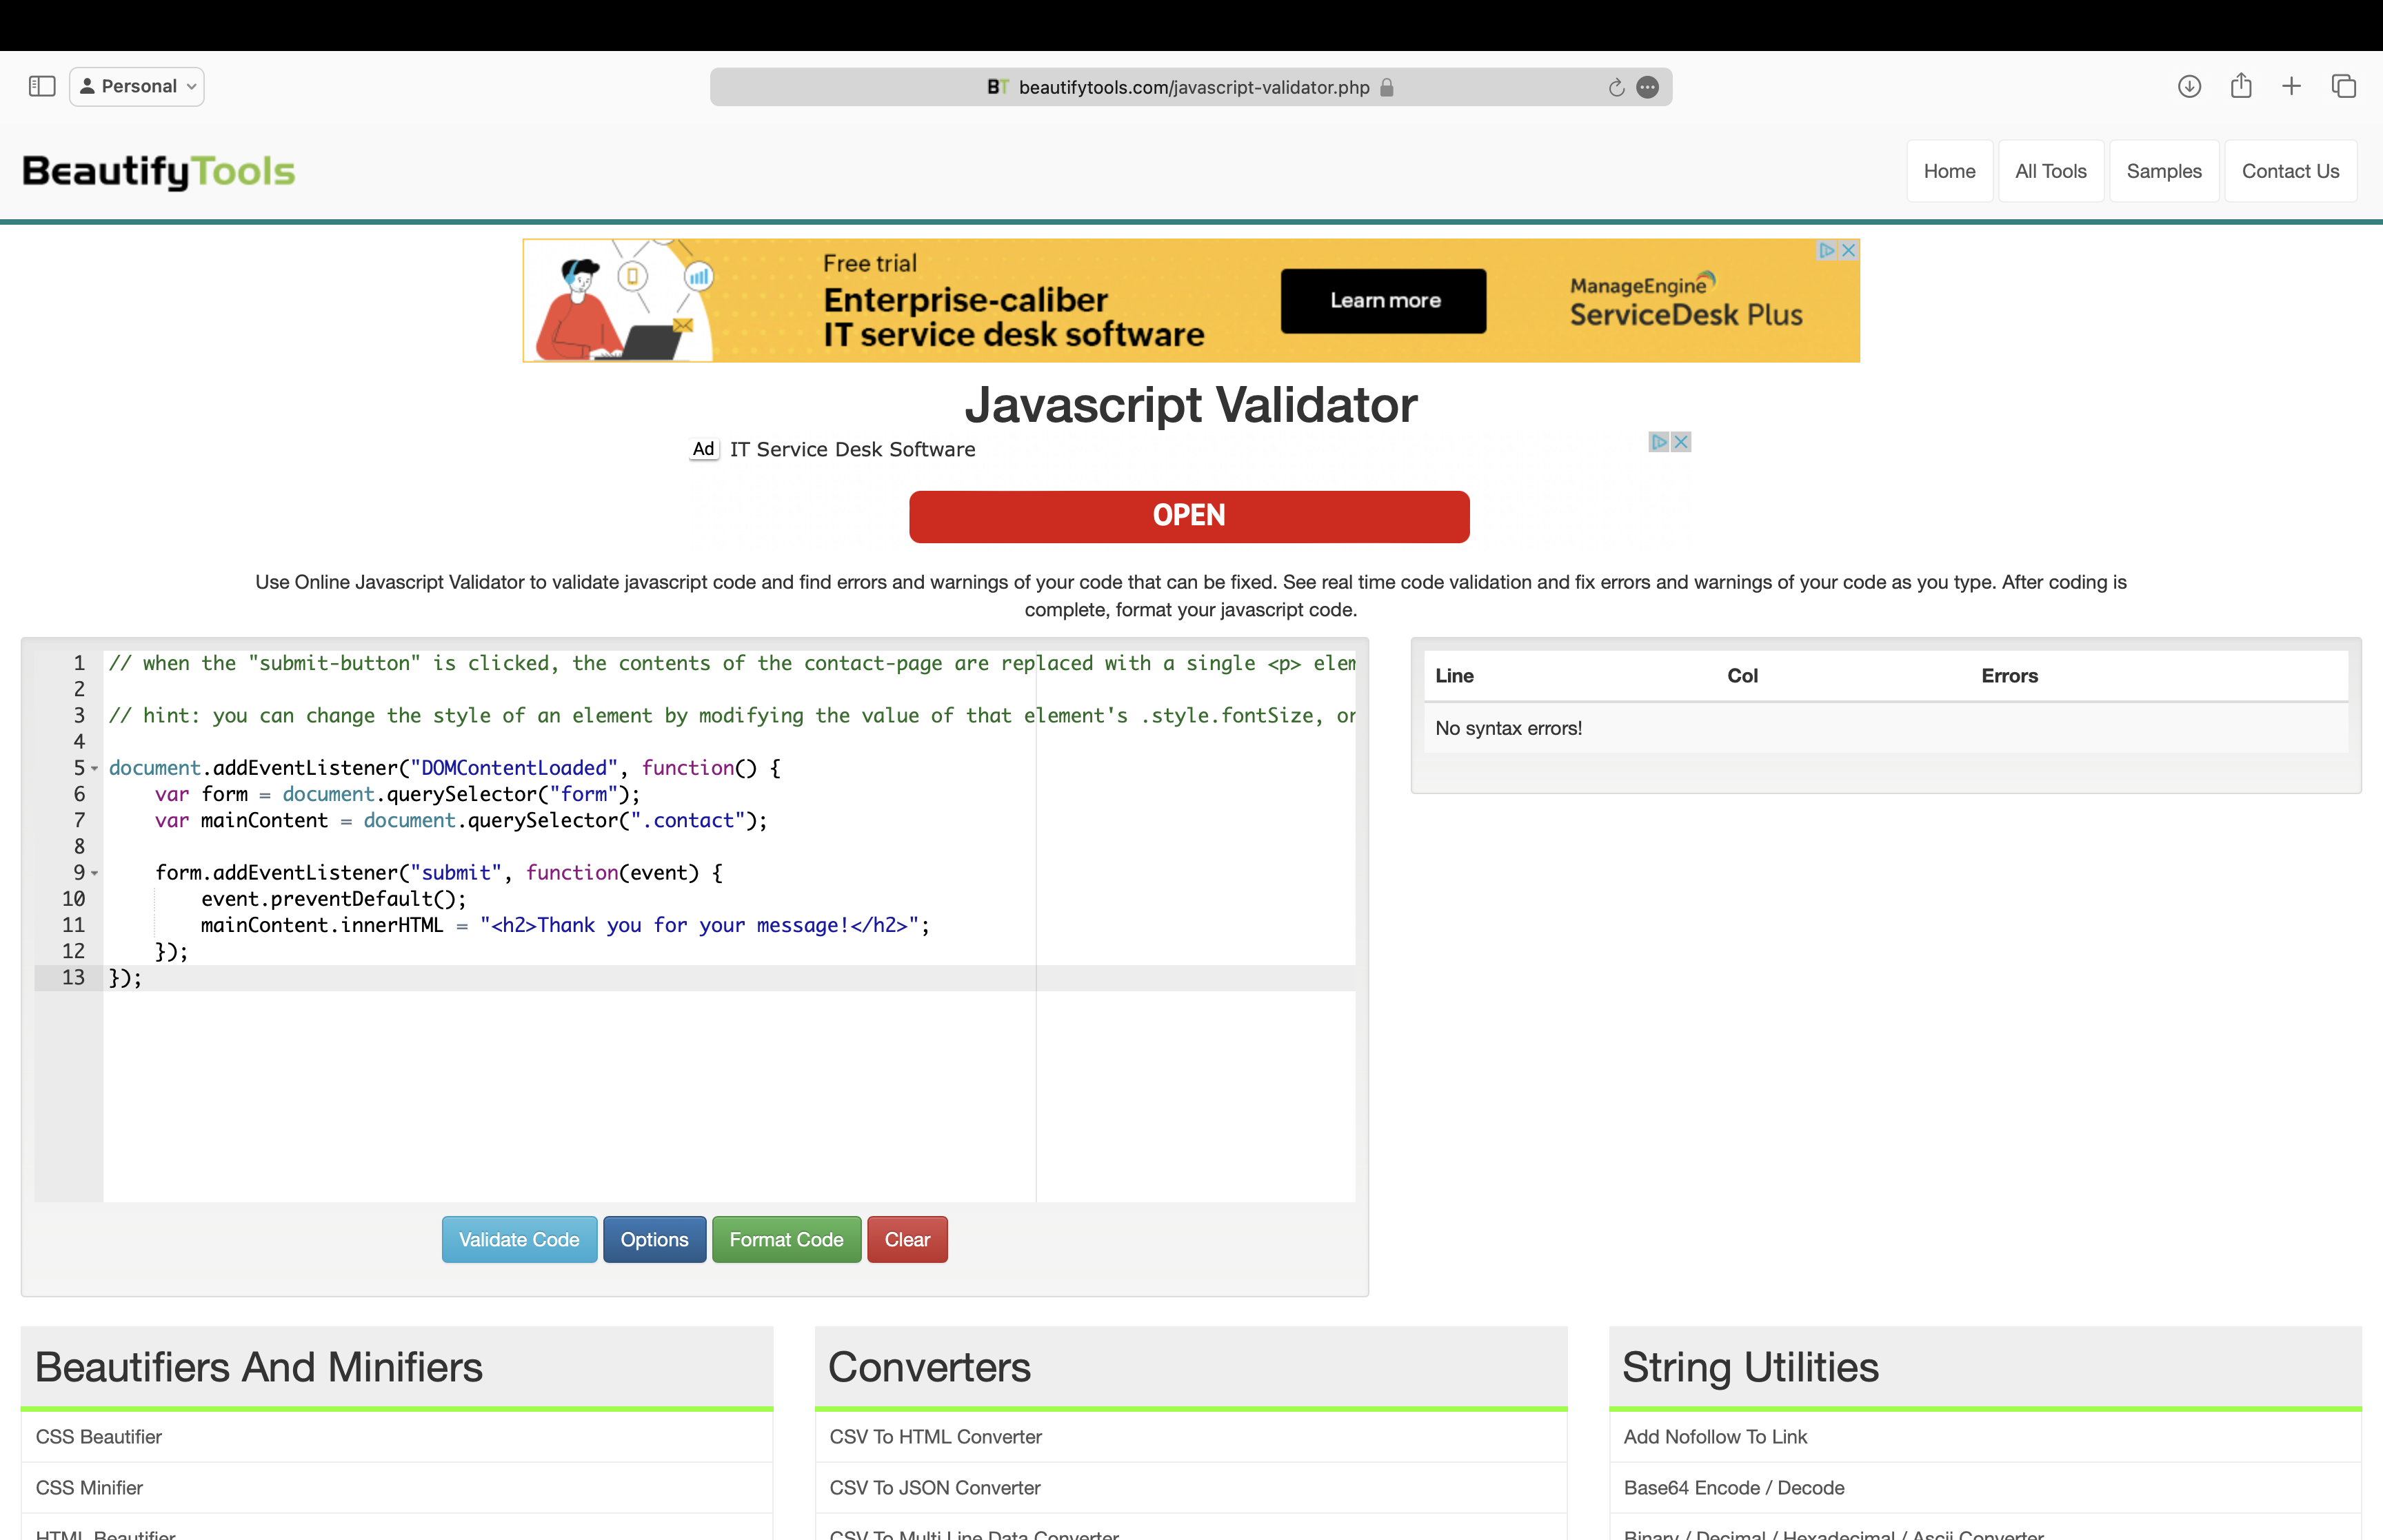 Personal
BT beautifytools.com/javascript-validator.php
BeautifyTools
Home
All Tools
Samples
Contact Us
Free trial
Enterprise-caliber
IT service desk software
Learn more
ManageEngine
ServiceDesk Plus
Javascript Validator
Ad IT Service Desk Software
OPEN
Use Online Javascript Validator to validate javascript code and find errors and warnings of your code that can be fixed. See real time code validation and fix errors and warnings of your code as you type. After coding is
complete, format your javascript code.
1 // when the "submit-button" is clicked, the contents of the contact-page are replaced with a single <p> elem
2
3 // hint: you can change the style of an element by modifying the value of that element's .style.fontSize, or
4
5 document.addEventListener("DOMContentLoaded", function() {
6 var form = document.querySelector("form");
7 var mainContent = document.querySelector(".contact");
8
9 form.addEventListener("submit", function(event) {
10 event.preventDefault();
11 mainContent.innerHTML = "<h2>Thank you for your message!</h2>";
12 });
13 });
Line Col Errors
No syntax errors!
Validate Code
Options
Format Code
Clear
Beautifiers And Minifiers
CSS Beautifier
CSS Minifier
HTML Beautifier
Converters
CSV To HTML Converter
CSV To JSON Converter
CSV To Multi Line Data Converter
String Utilities
Add Nofollow To Link
Base64 Encode / Decode
Binary / Decimal / Hexadecimal / Ascii Converter